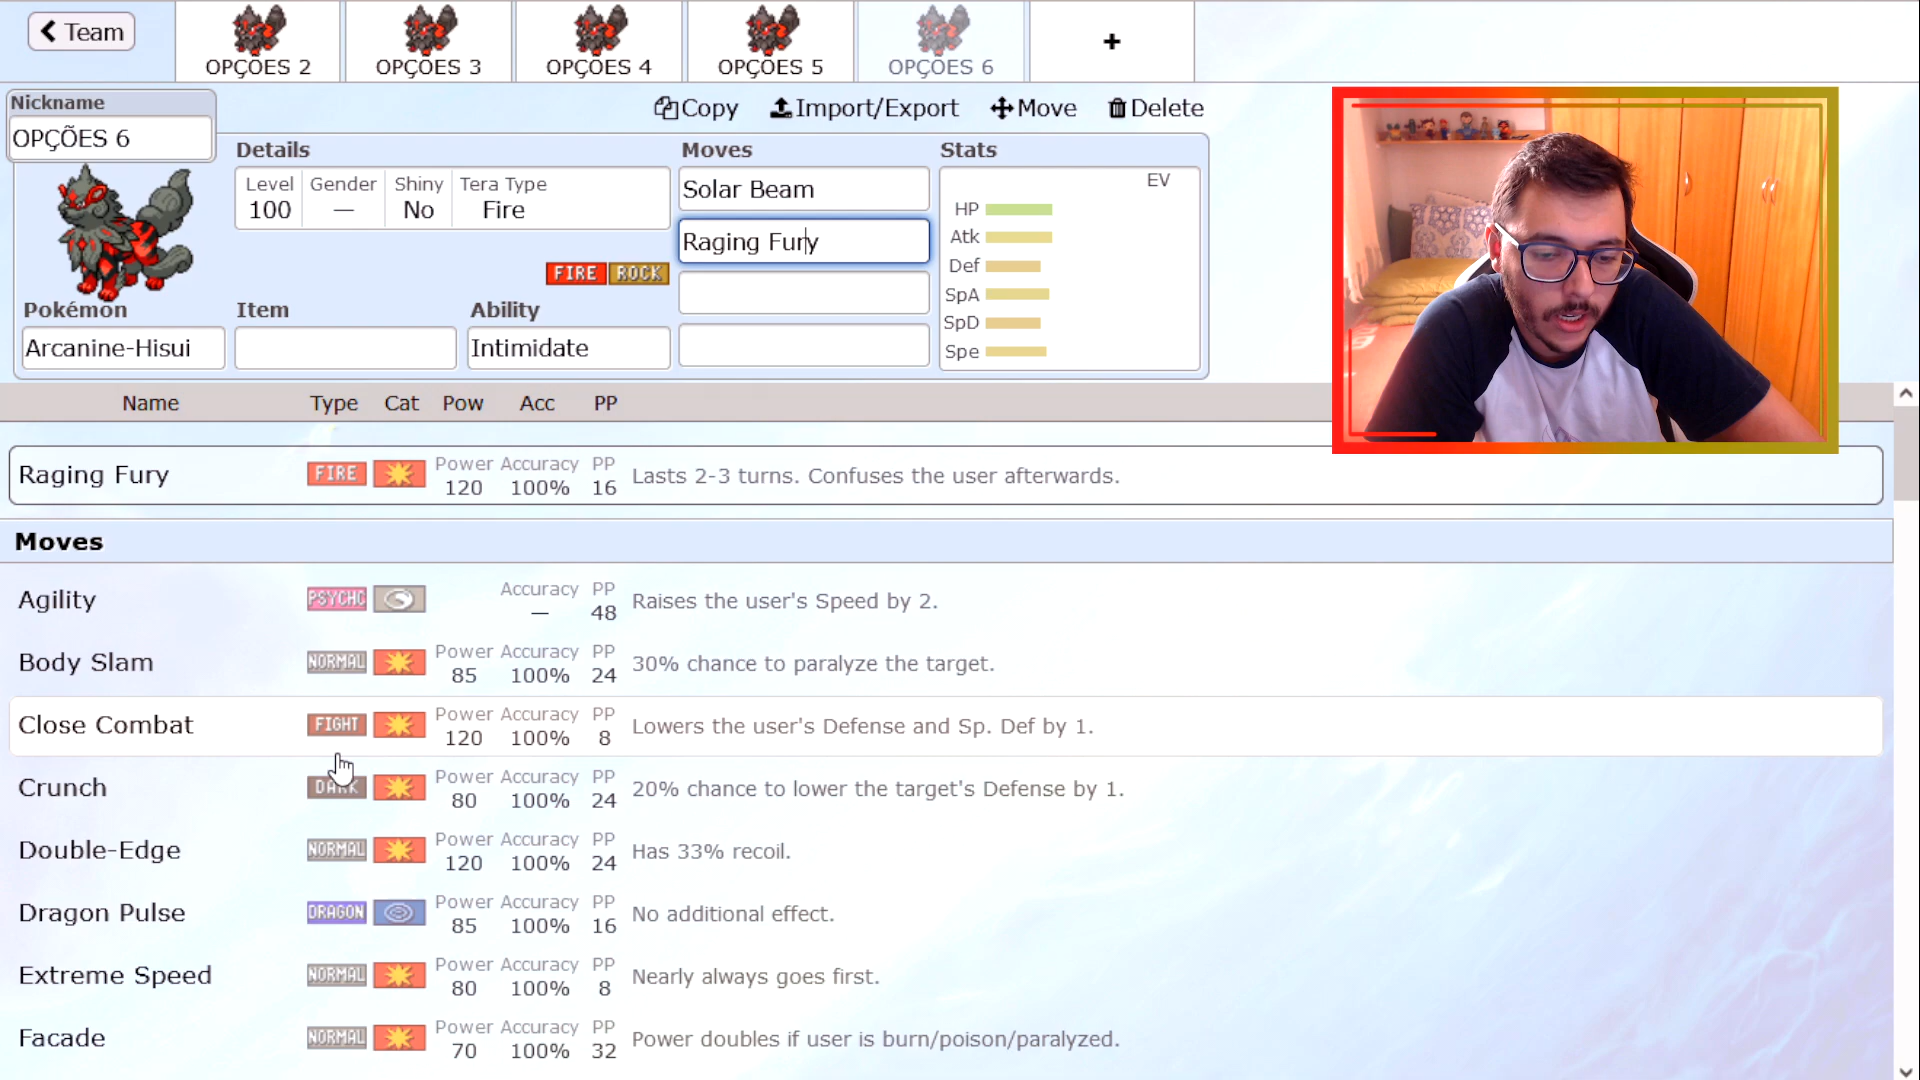 Team
OPÇÕES 2
OPÇÕES 3
OPÇÕES 4
OPÇÕES 5
OPÇÕES 6
+
Nickname
OPÇÕES 6
Copy
Import/Export
Move
Delete
Details
Level
100
Gender
—
Shiny
No
Tera Type
Fire
FIRE ROCK
Pokémon
Arcanine-Hisui
Item
Ability
Intimidate
Moves
Solar Beam
Raging Fury
Stats
EV
HP
Atk
Def
SpA
SpD
Spe
Name Type Cat Pow Acc PP
Raging Fury FIRE Power 120 Accuracy 100% PP 16 Lasts 2-3 turns. Confuses the user afterwards.
Moves
Agility PSYCHC Accuracy — PP 48 Raises the user's Speed by 2.
Body Slam NORMAL Power 85 Accuracy 100% PP 24 30% chance to paralyze the target.
Close Combat FIGHT Power 120 Accuracy 100% PP 8 Lowers the user's Defense and Sp. Def by 1.
Crunch DARK Power 80 Accuracy 100% PP 24 20% chance to lower the target's Defense by 1.
Double-Edge NORMAL Power 120 Accuracy 100% PP 24 Has 33% recoil.
Dragon Pulse DRAGON Power 85 Accuracy 100% PP 16 No additional effect.
Extreme Speed NORMAL Power 80 Accuracy 100% PP 8 Nearly always goes first.
Facade NORMAL Power 70 Accuracy 100% PP 32 Power doubles if user is burn/poison/paralyzed.